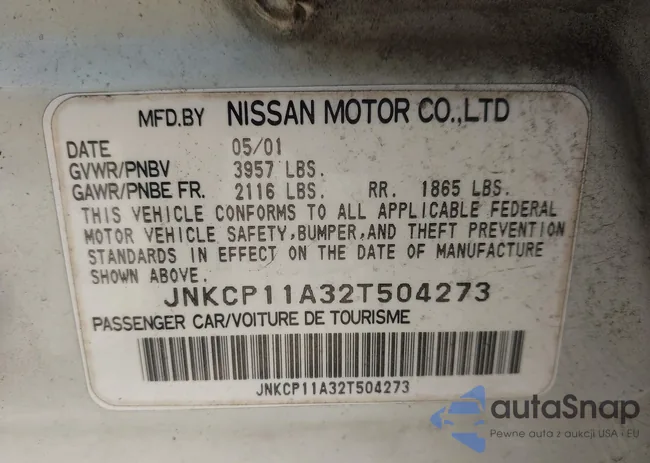 MFD.BY NISSAN MOTOR CO.,LTD
DATE 05/01
GVWR/PNBV 3957 LBS.
GAWR/PNBE FR. 2116 LBS. RR. 1865 LBS.
THIS VEHICLE CONFORMS TO ALL APPLICABLE FEDERAL
MOTOR VEHICLE SAFETY,BUMPER,AND THEFT PREVENTION
STANDARDS IN EFFECT ON THE DATE OF MANUFACTURE
SHOWN ABOVE.
JNKCP11A32T504273
PASSENGER CAR/VOITURE DE TOURISME
JNKCP11A32T504273
autaSnap
Pewne auta z aukcji USA i EU